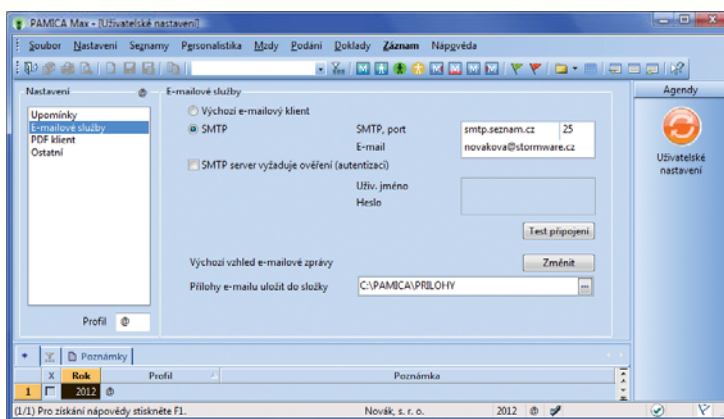 PAMICA Max - [Uživatelské nastavení]
Soubor Nastavení Seznamy Personalistika Mzdy Podání Doklady Záznam Nápověda
Nastavení @
Upomínky
E-mailové služby
PDF klient
Ostatní
Profil @
E-mailové služby
Výchozí e-mailový klient
SMTP SMTP, port smtp.seznam.cz 25
E-mail novakova@stormware.cz
SMTP server vyžaduje ověření (autentizaci)
Uživ. jméno
Heslo
Test připojení
Výchozí vzhled e-mailové zprávy Změnit
Přílohy e-mailu uložit do složky C:\PAMICA\PRILOHY ...
Agendy
Uživatelské
nastavení
* Poznámky
X Rok Profil Poznámka
1 2012 @
(1/1) Pro získání nápovědy stiskněte F1. Novák, s. r. o. 2012 @